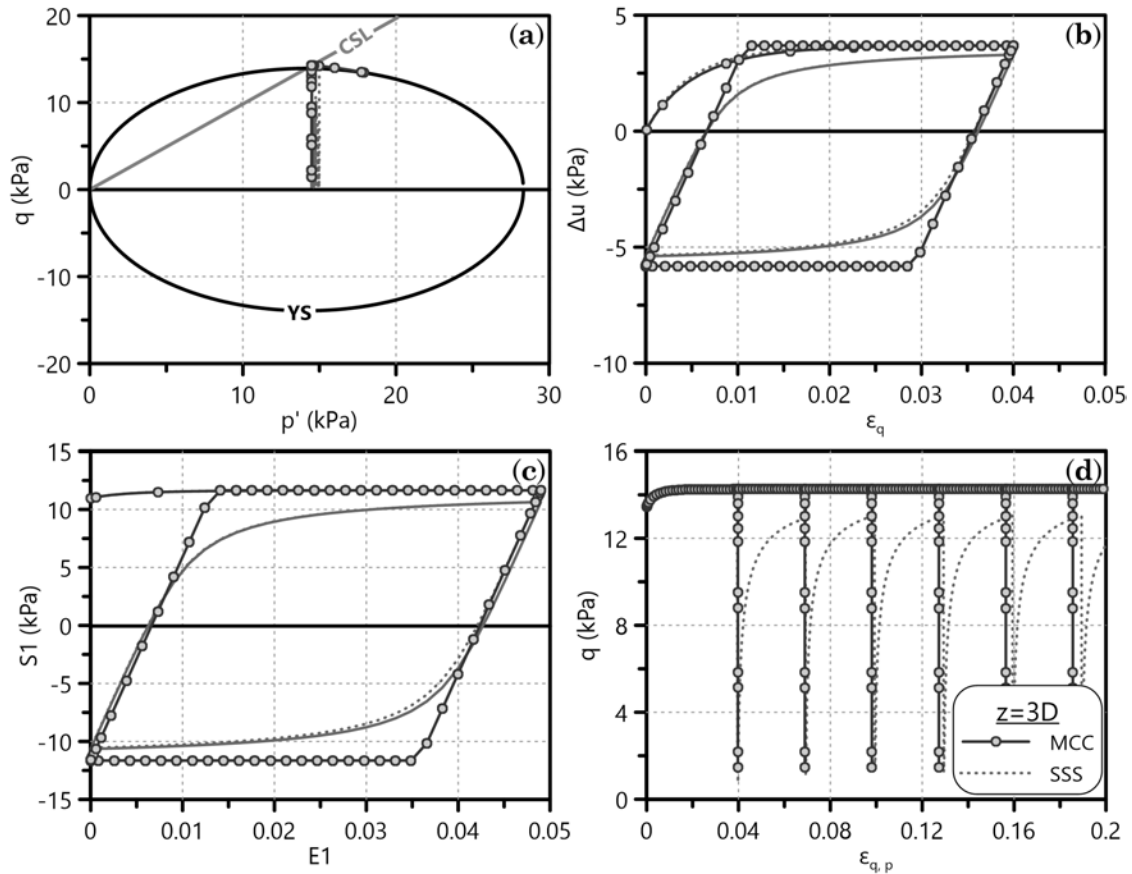 (a)
20
10
0
-10
-20
q (kPa)
CSL
YS
0
10
20
30
p' (kPa)
(b)
5
0
-5
-10
Δu (kPa)
0
0.01
0.02
0.03
0.04
0.05
εq
(c)
15
10
5
0
-5
-10
-15
S1 (kPa)
0
0.01
0.02
0.03
0.04
0.05
E1
(d)
16
12
8
4
0
q (kPa)
z=3D
MCC
SSS
0
0.04
0.08
0.12
0.16
0.2
εq, p